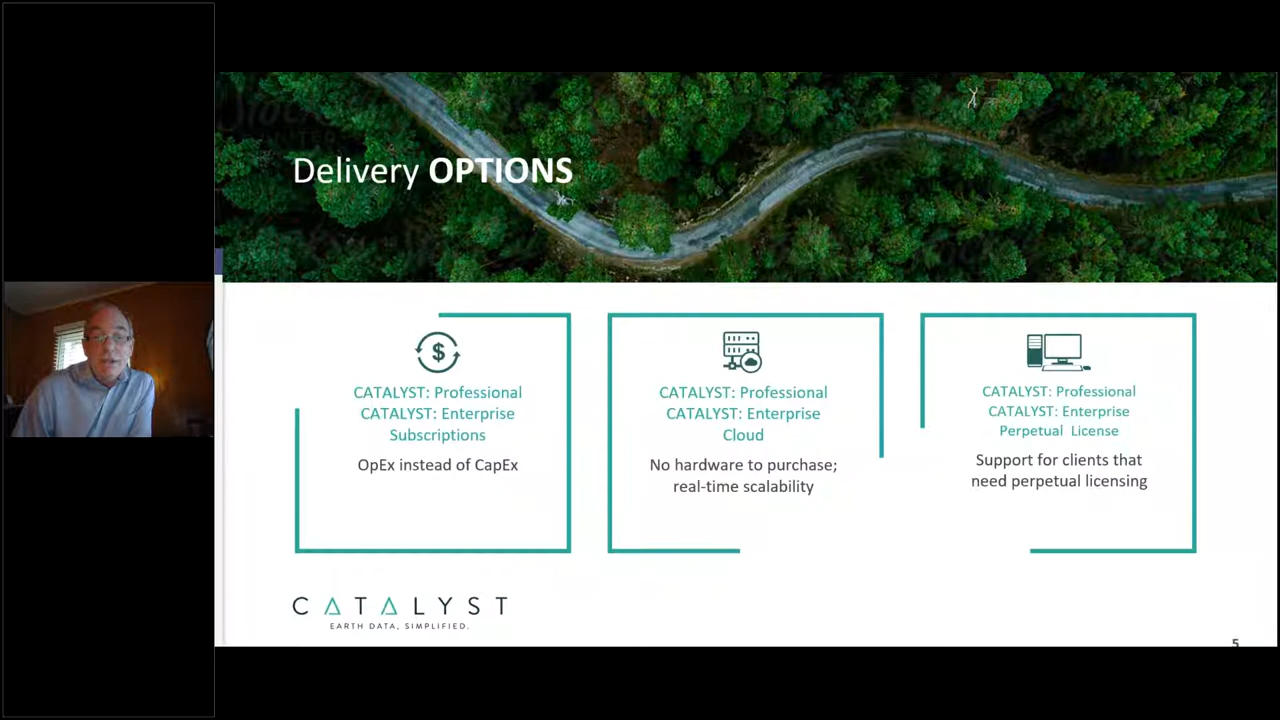 Delivery OPTIONS
$
CATALYST: Professional
CATALYST: Enterprise
Subscriptions
OpEx instead of CapEx
CATALYST: Professional
CATALYST: Enterprise
Cloud
No hardware to purchase;
real-time scalability
CATALYST: Professional
CATALYST: Enterprise
Perpetual License
Support for clients that
need perpetual licensing
CATALYST
EARTH DATA, SIMPLIFIED.
5